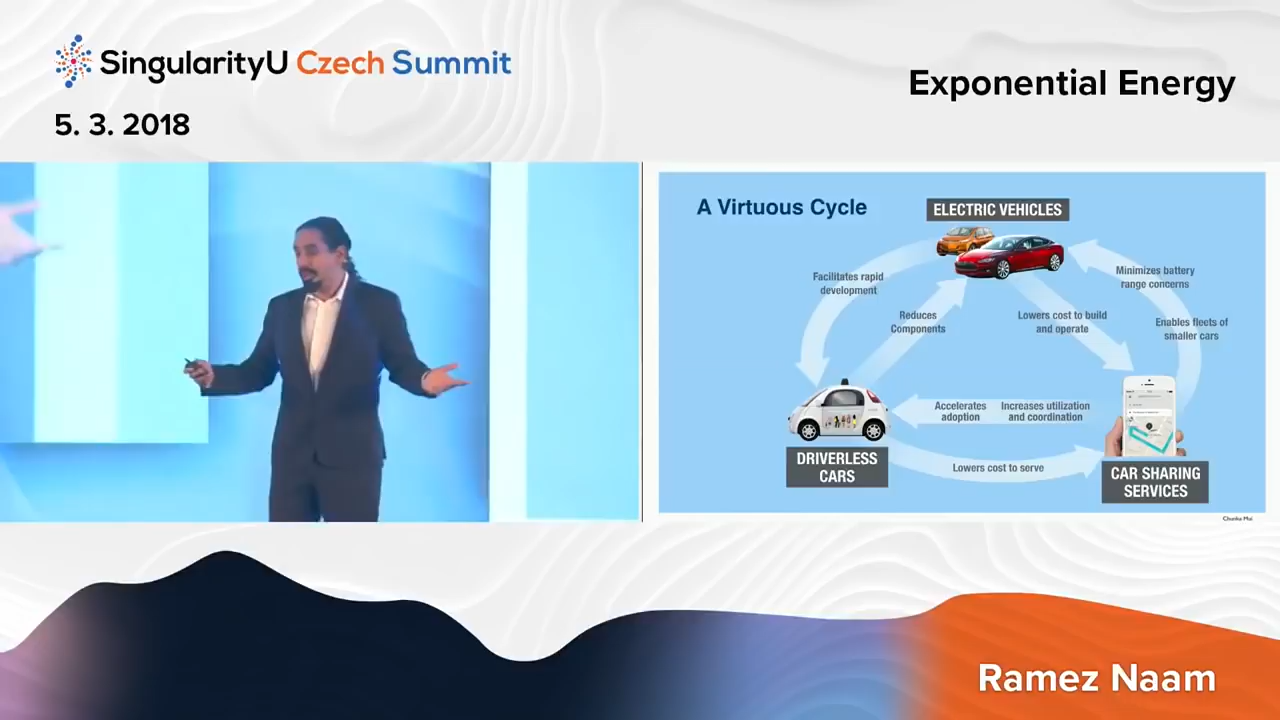 SingularityU Czech Summit
5. 3. 2018
Exponential Energy
A Virtuous Cycle
ELECTRIC VEHICLES
Facilitates rapid
development
Minimizes battery
range concerns
Reduces
Components
Lowers cost to build
and operate
Enables fleets of
smaller cars
Accelerates
adoption
Increases utilization
and coordination
DRIVERLESS
CARS
Lowers cost to serve
CAR SHARING
SERVICES
Chunka Mui
Ramez Naam